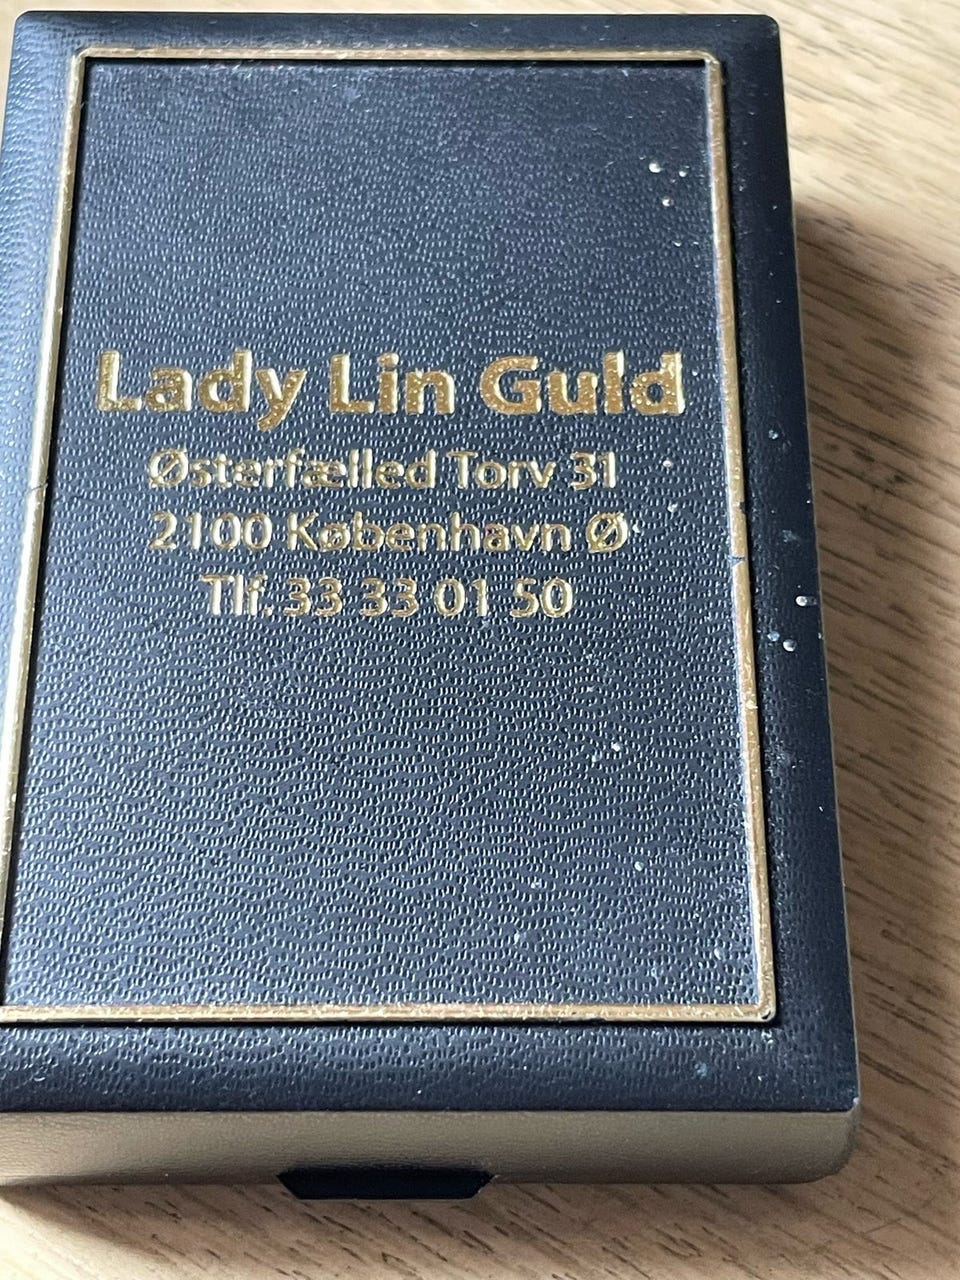 Lady Lin Guld
Østerfælled Torv 31
2100 København Ø
Tlf. 33 33 01 50